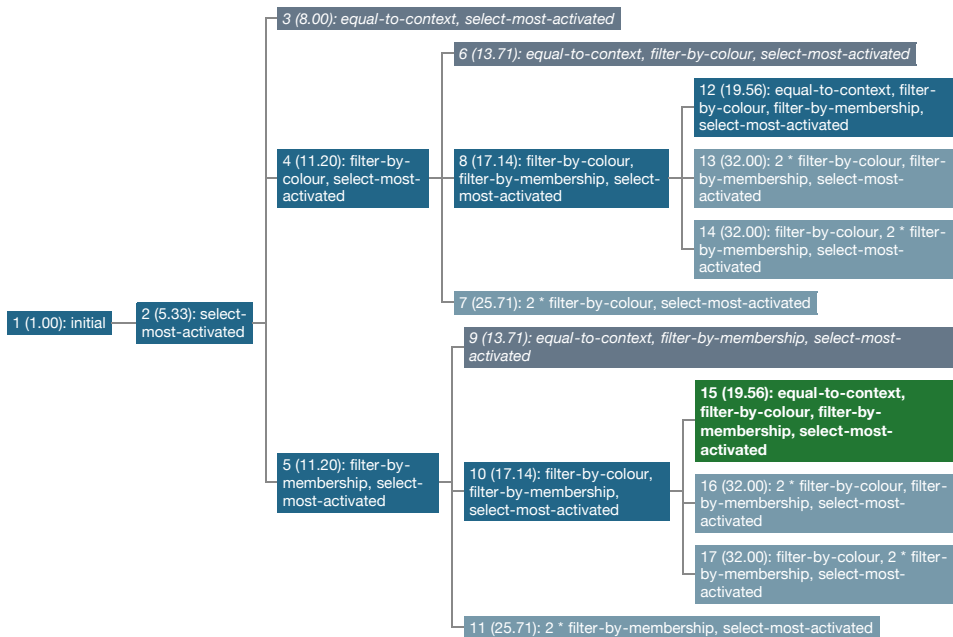 3 (8.00): equal-to-context, select-most-activated
6 (13.71): equal-to-context, filter-by-colour, select-most-activated
12 (19.56): equal-to-context, filter-
by-colour, filter-by-membership,
select-most-activated
4 (11.20): filter-by-
colour, select-most-
activated
8 (17.14): filter-by-colour,
filter-by-membership, select-
most-activated
13 (32.00): 2 * filter-by-colour, filter-
by-membership, select-most-
activated
14 (32.00): filter-by-colour, 2 * filter-
by-membership, select-most-
activated
7 (25.71): 2 * filter-by-colour, select-most-activated
1 (1.00): initial
2 (5.33): select-
most-activated
9 (13.71): equal-to-context, filter-by-membership, select-most-
activated
15 (19.56): equal-to-context,
filter-by-colour, filter-by-
membership, select-most-
activated
5 (11.20): filter-by-
membership, select-
most-activated
10 (17.14): filter-by-colour,
filter-by-membership,
select-most-activated
16 (32.00): 2 * filter-by-colour, filter-
by-membership, select-most-
activated
17 (32.00): filter-by-colour, 2 * filter-
by-membership, select-most-
activated
11 (25.71): 2 * filter-by-membership, select-most-activated